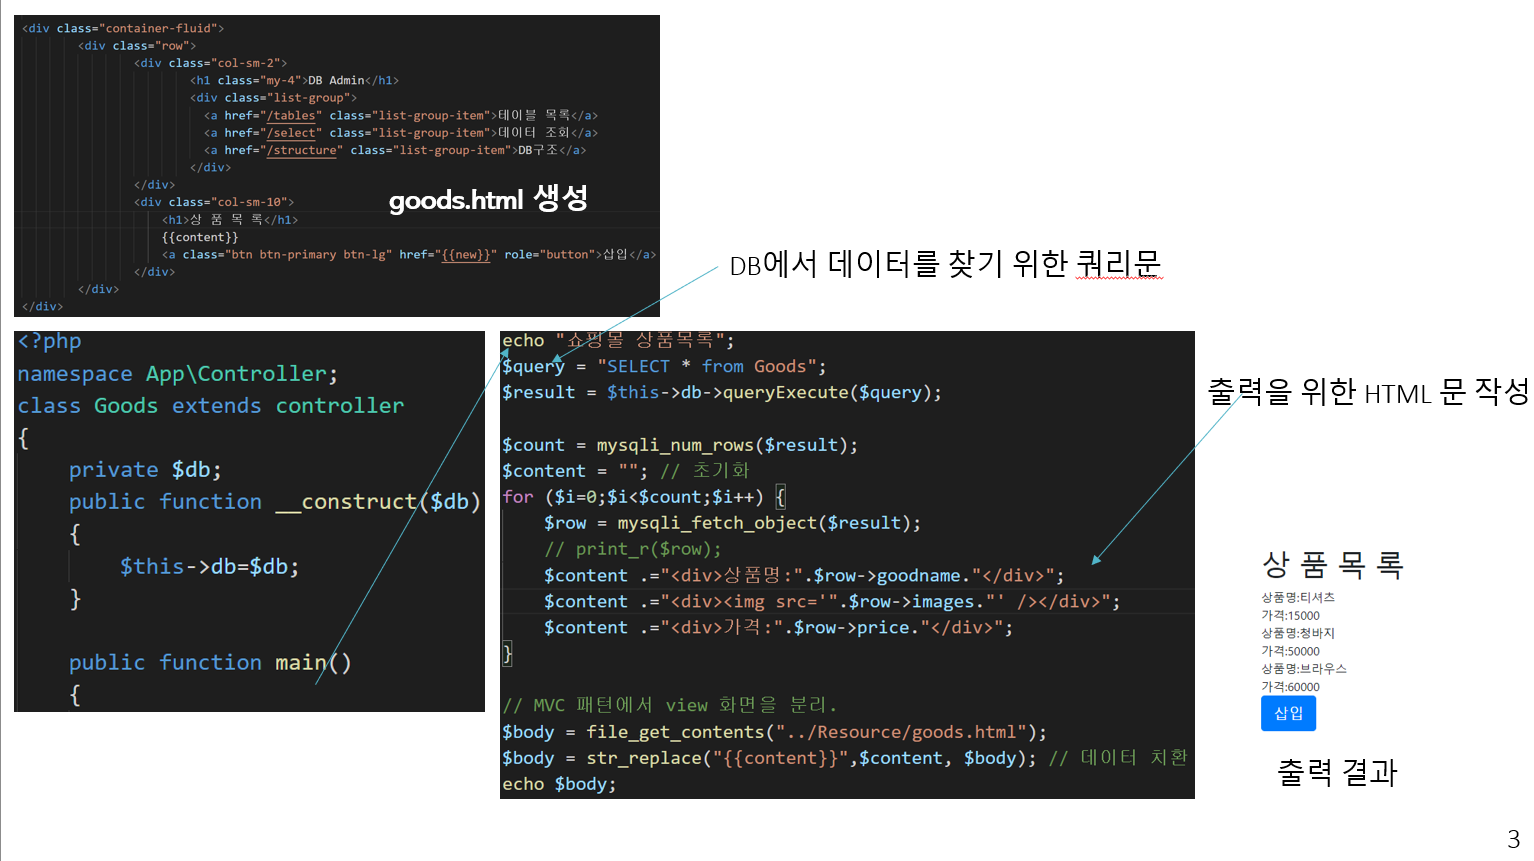 <div class="container-fluid">
<div class="row">
<div class="col-sm-2">
<h1 class="my-4">DB Admin</h1>
<div class="list-group">
<a href="/tables" class="list-group-item">테이블 목록</a>
<a href="/select" class="list-group-item">데이터 조회</a>
<a href="/structure" class="list-group-item">DB구조</a>
</div>
</div>
<div class="col-sm-10">
<h1>상 품 목 록</h1>
{{content}}
<a class="btn btn-primary btn-lg" href="{{new}}" role="button">삽입</a>
</div>
</div>
</div>
goods.html 생성
DB에서 데이터를 찾기 위한 쿼리문
<?php
namespace App\Controller;
class Goods extends controller
{
private $db;
public function __construct($db)
{
$this->db=$db;
}
public function main()
{
echo "쇼핑몰 상품목록";
$query = "SELECT * from Goods";
$result = $this->db->queryExecute($query);
$count = mysqli_num_rows($result);
$content = ""; // 초기화
for ($i=0;$i<$count;$i++) {
$row = mysqli_fetch_object($result);
// print_r($row);
$content .="<div>상품명:".$row->goodname."</div>";
$content .="<div><img src='".$row->images."' /></div>";
$content .="<div>가격:".$row->price."</div>";
}
// MVC 패턴에서 view 화면을 분리.
$body = file_get_contents("../Resource/goods.html");
$body = str_replace("{{content}}",$content, $body); // 데이터 치환
echo $body;
출력을 위한 HTML 문 작성
상 품 목 록
상품명:티셔츠
가격:15000
상품명:청바지
가격:50000
상품명:브라우스
가격:60000
삽입
출력 결과
3